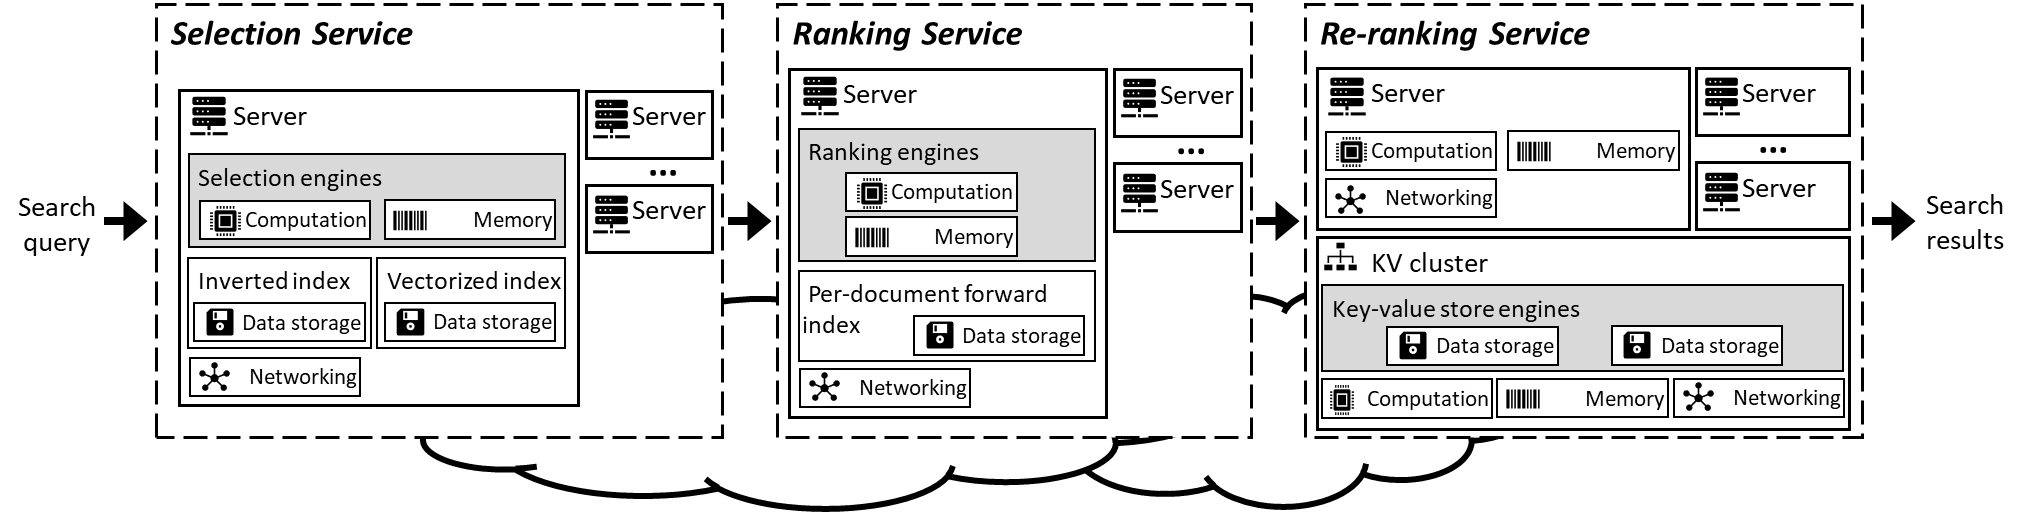 Search
query
Selection Service
Server
Selection engines
Computation
Memory
Inverted index
Data storage
Vectorized index
Data storage
Networking
Server
...
Server
Ranking Service
Server
Ranking engines
Computation
Memory
Per-document forward
index
Data storage
Networking
Server
...
Server
Re-ranking Service
Server
Computation
Memory
Networking
Server
...
Server
KV cluster
Key-value store engines
Data storage
Data storage
Computation
Memory
Networking
Search
results